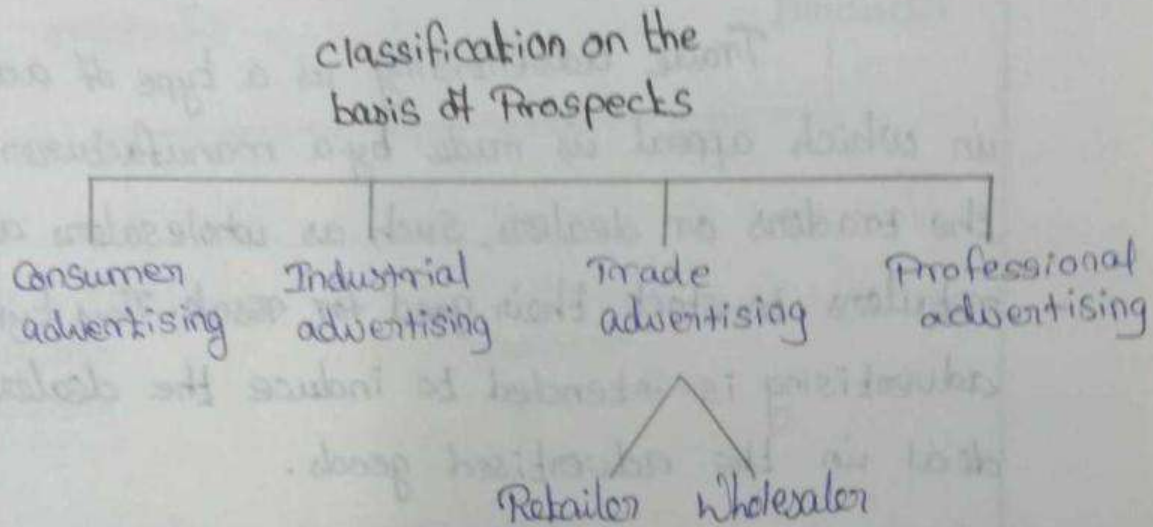 classification on the
basis of Prospects
Consumer advertising
Industrial advertising
Trade advertising
Professional advertising
Retailer Wholesaler